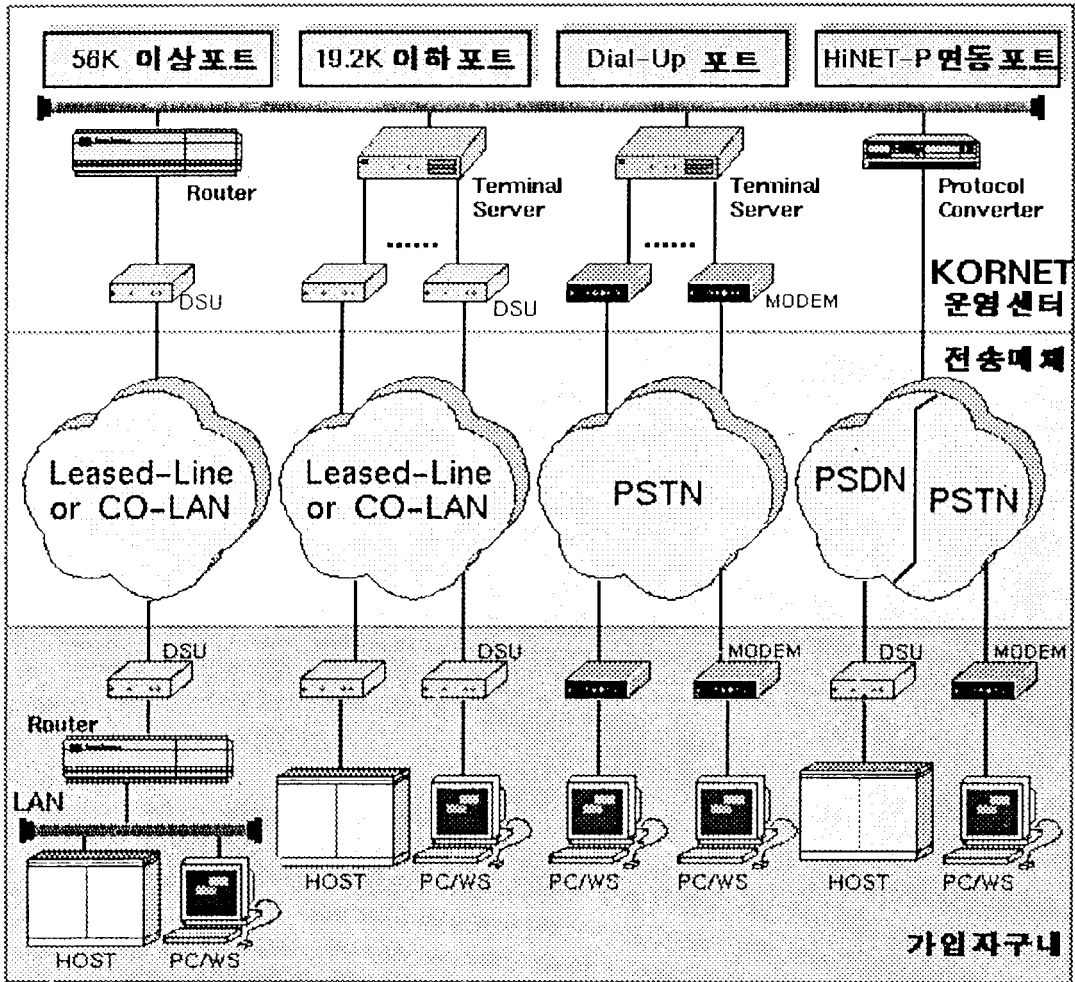 56K 이상포트
19.2K 이하포트
Dial-Up 포트
HiNET-P 연동포트
Router
Terminal
Server
Terminal
Server
Protocol
Converter
DSU
DSU
MODEM
KORNET
운영센터
전송매체
Leased-Line
or CO-LAN
Leased-Line
or CO-LAN
PSTN
PSDN
PSTN
DSU
DSU
MODEM
DSU
MODEM
Router
LAN
HOST
PC/WS
PC/WS
PC/WS
HOST
PC/WS
HOST
PC/WS
가입자구내